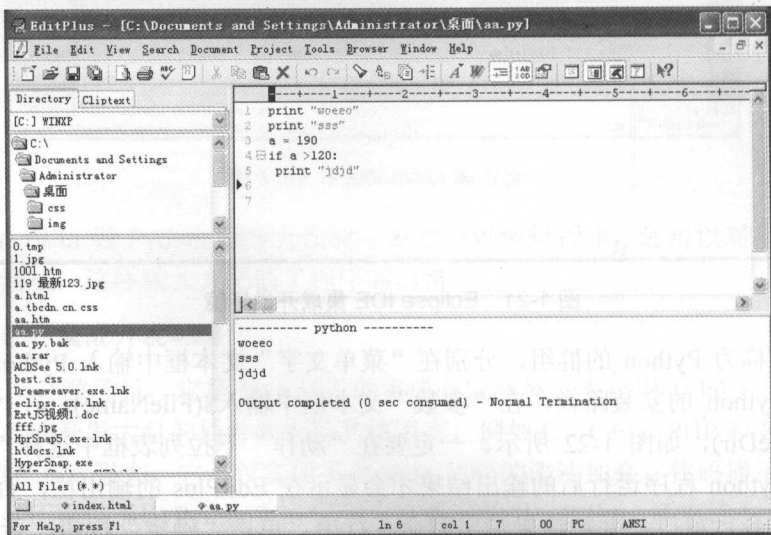 EditPlus - [C:\Documents and Settings\Administrator\桌面\aa.py]
File Edit View Search Document Project Tools Browser Window Help
Directory Cliptext
[C:] WINXP
C:\
Documents and Settings
Administrator
桌面
css
img
0.tmp
1.jpg
1001.htm
119 最新123.jpg
a.html
a.tbcdn.cn.css
aa.htm
aa.py
aa.py.bak
aa.rar
ACDSee 5.0.lnk
best.css
Dreamweaver.exe.lnk
eclipse.exe.lnk
ExtJS视频1.doc
fff.jpg
HprSnap5.exe.lnk
htdocs.lnk
HyperSnap.exe
All Files (*.*)
----+----1----+----2----+----3----+----4----+----5----+----6----+--
1 print "woeeo"
2 print "sss"
3 a = 190
4 if a >120:
5 print "jdjd"
6
7
---------- python ----------
woeeo
sss
jdjd
Output completed (0 sec consumed) - Normal Termination
index.html aa.py
For Help, press F1 ln 6 col 1 7 00 PC ANSI